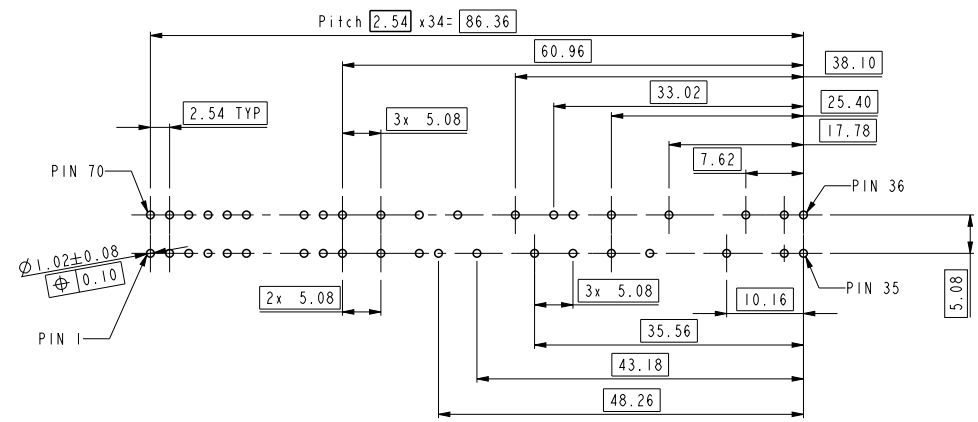 Pitch 2.54 x34= 86.36
60.96
38.10
33.02
25.40
2.54 TYP
3x 5.08
17.78
7.62
PIN 70
PIN 36
Ø1.02±0.08
⌖ 0.10
2x 5.08
3x 5.08
10.16
PIN 35
5.08
PIN 1
35.56
43.18
48.26